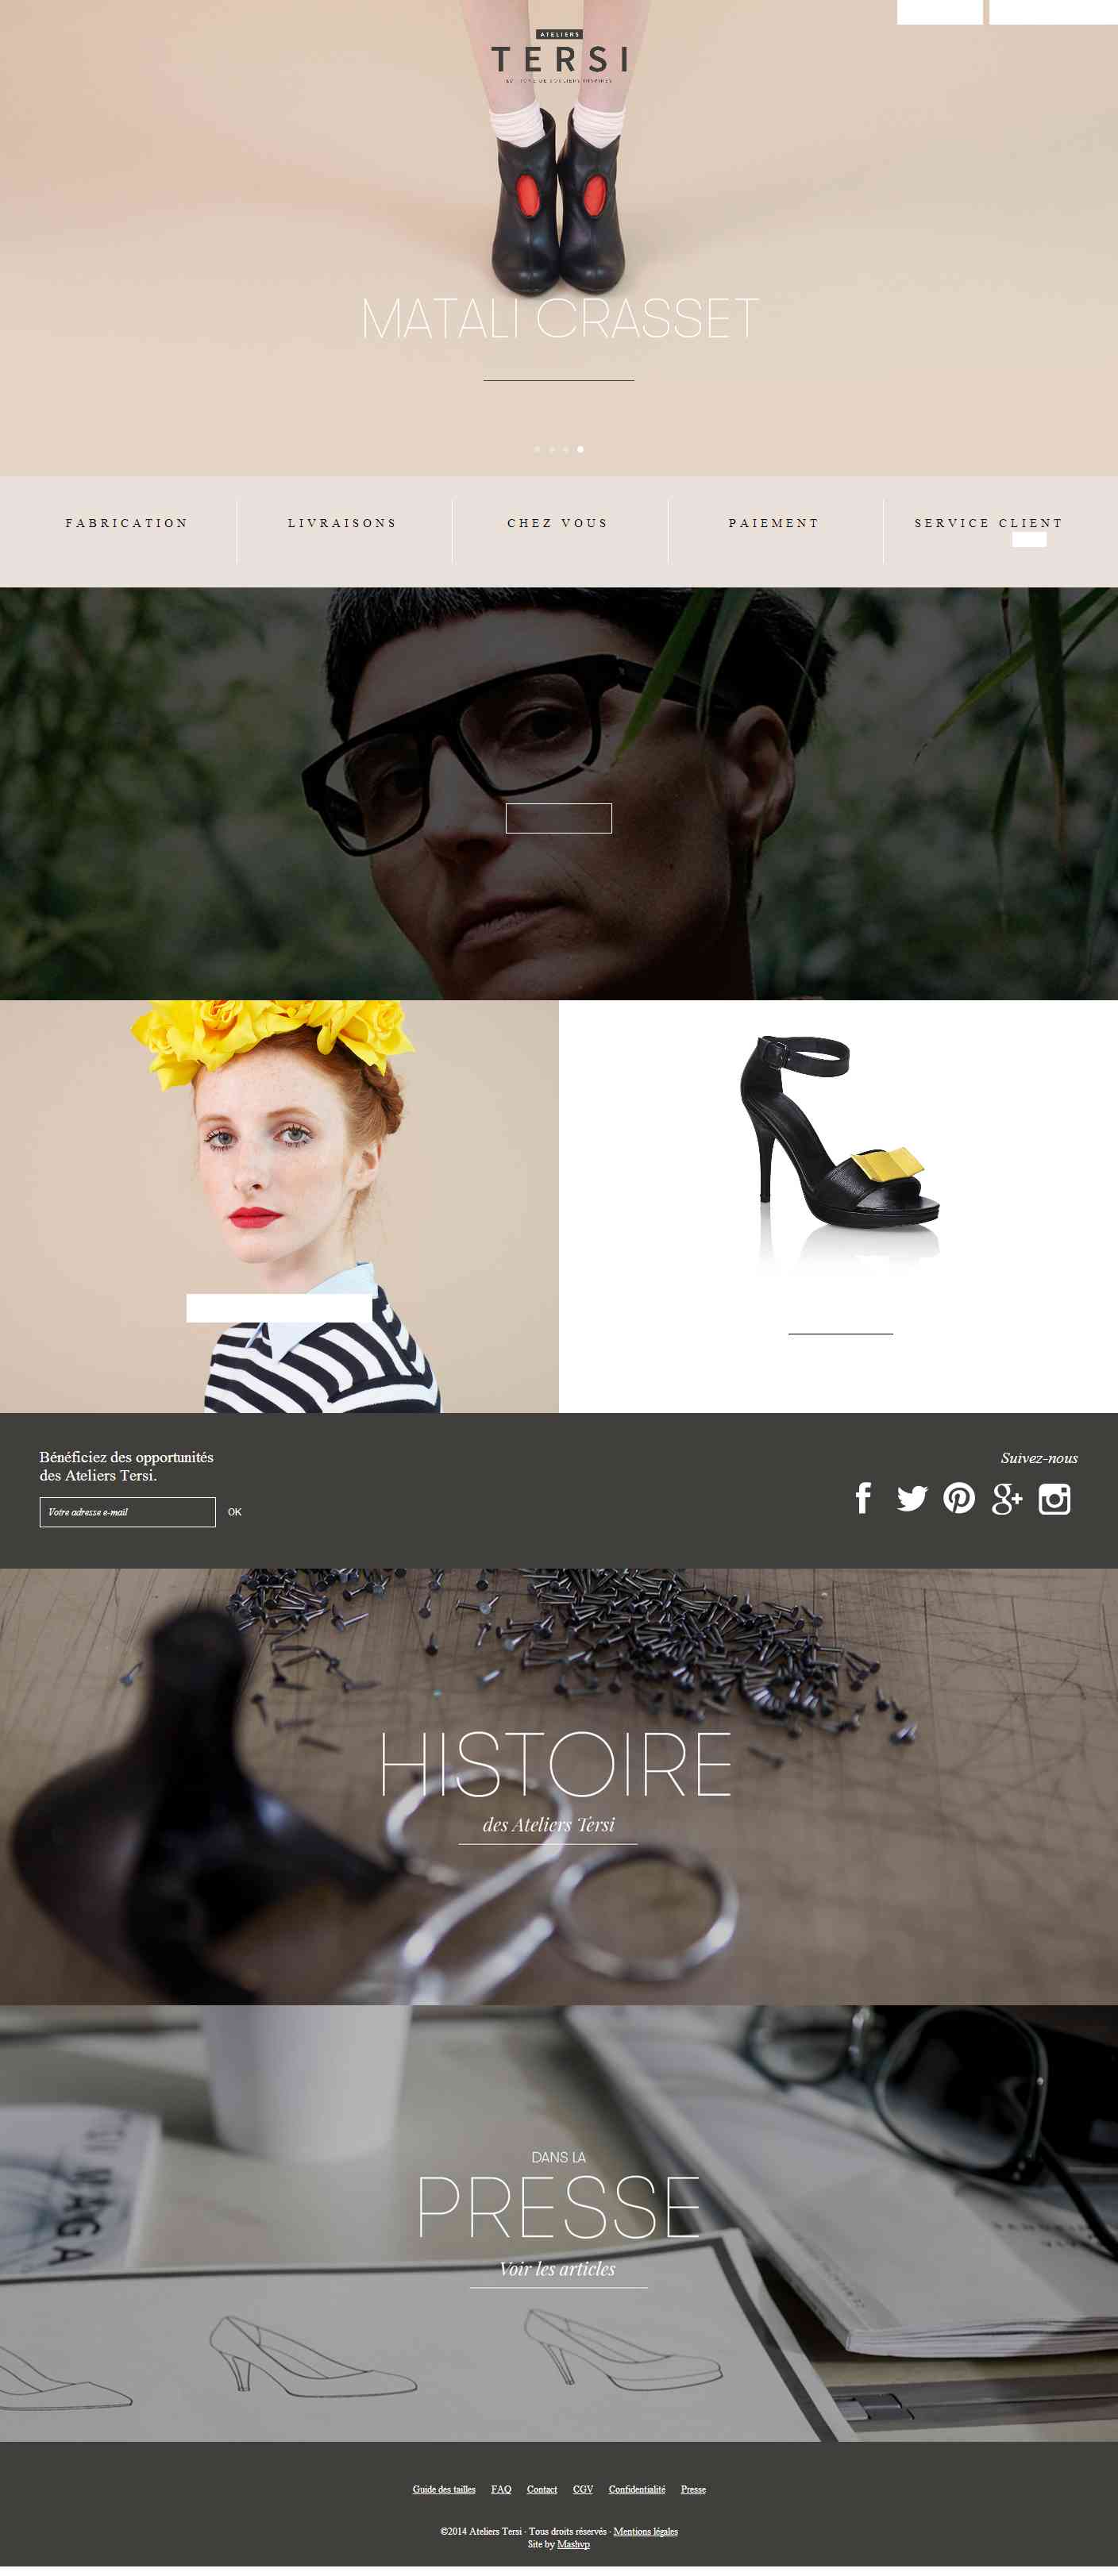 ATELIERS
TERSI
MATALI CRASSET
FABRICATION
LIVRAISONS
CHEZ VOUS
PAIEMENT
SERVICE CLIENT
Bénéficiez des opportunités
des Ateliers Tersi.
Votre adresse e-mail
OK
Suivez-nous
HISTOIRE
des Ateliers Tersi
DANS LA
PRESSE
Voir les articles
MAGA
Guide des tailles FAQ Contact CGV Confidentialité Presse
©2014 Ateliers Tersi · Tous droits réservés · Mentions légales
Site by Mashvp